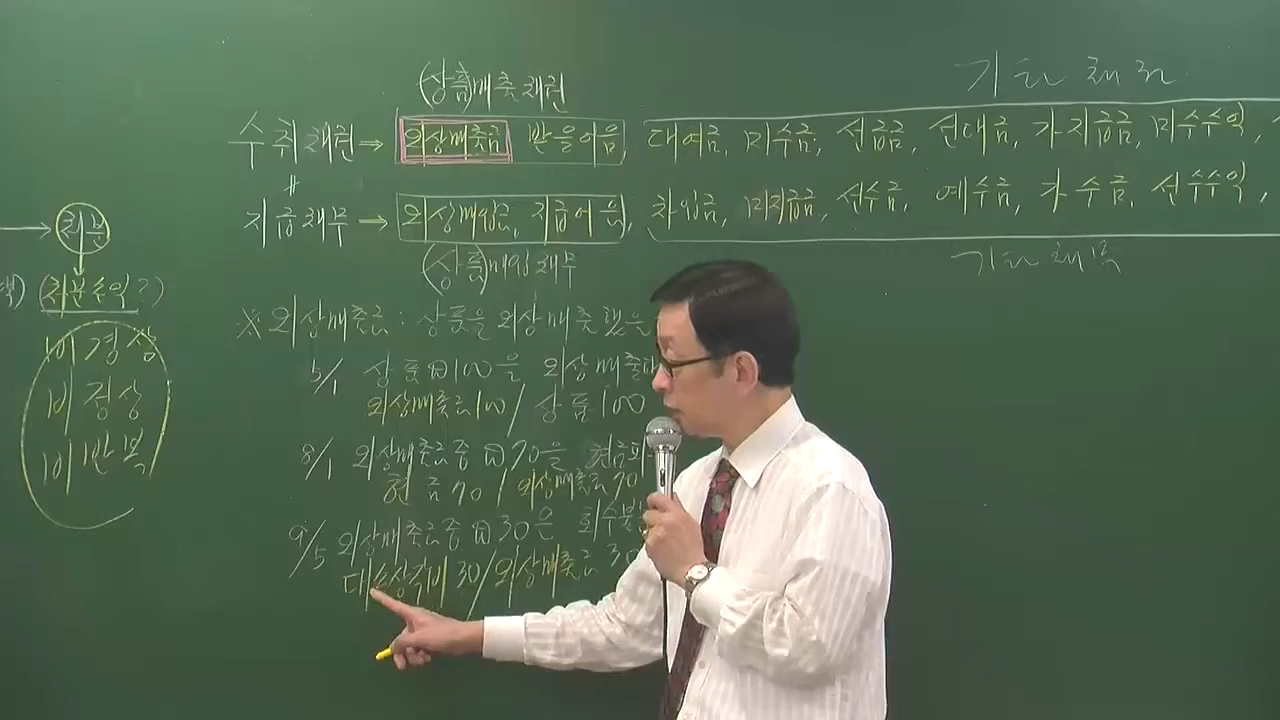 (상품)매출채권
기타채권
수취채권 → 외상매출금 받을어음, 대여금, 미수금, 선급금, 선대금, 가지급금, 미수수익,
≠
지급채무 → 외상매입금, 지급어음, 차입금, 미지급금, 선수금, 예수금, 가수금, 선수수익,
(상품)매입채무
기타채무
처분
처분수익?)
비경상
비정상
비반복
※ 외상매출금 : 상품을 외상매출했을
5/1 상품 ₩100을 외상매출
외상매출금 100 / 상품 100
8/1 외상매출금중 ₩70을 현금회
현금 70 / 외상매출금 70
9/5 외상매출금중 ₩30은 회수불
대손상각비 30 / 외상매출금 30